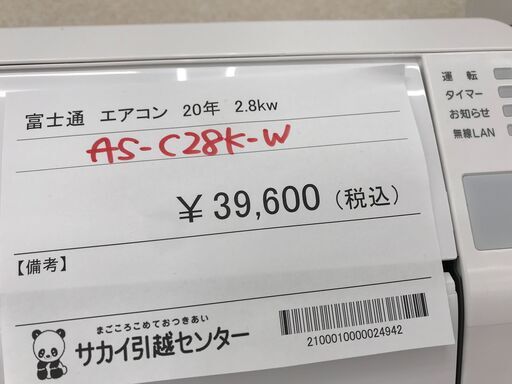 富士通 エアコン 20年 2.8kw
AS-C28K-W
¥39,600（税込）
【備考】
まごころこめておつきあい
サカイ引越センター
2100010000024942
運転
タイマー
お知らせ
無線LAN